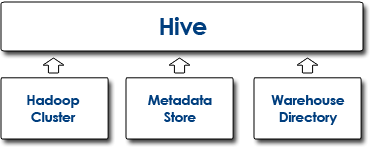 Hive
Hadoop
Cluster
Metadata
Store
Warehouse
Directory